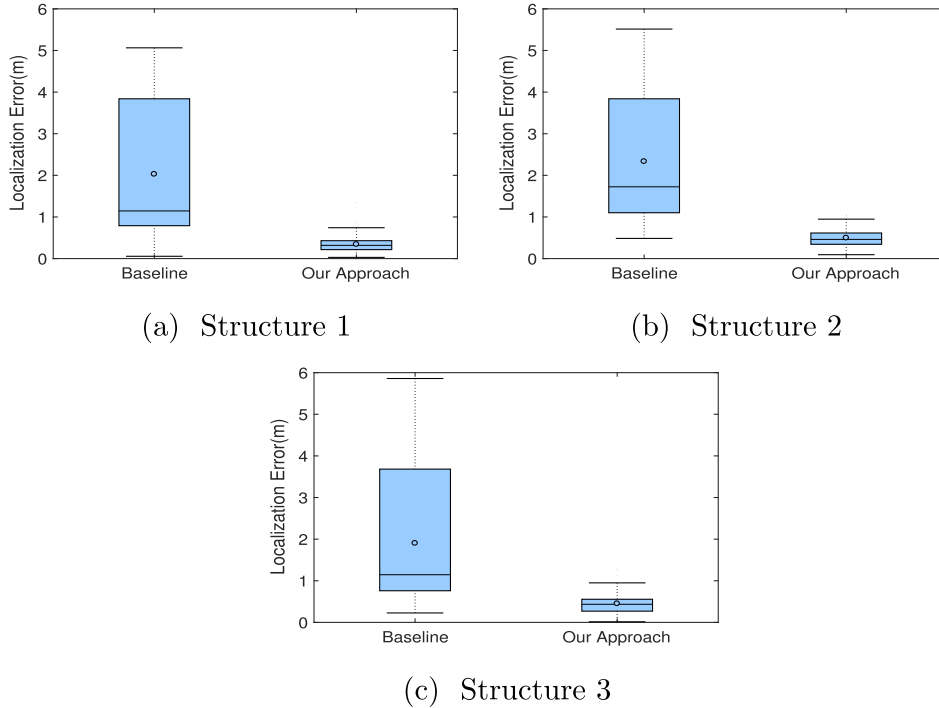 6
5
4
3
2
1
0
Localization Error(m)
Baseline Our Approach
(a) Structure 1
6
5
4
3
2
1
0
Localization Error(m)
Baseline Our Approach
(b) Structure 2
6
5
4
3
2
1
0
Localization Error(m)
Baseline Our Approach
(c) Structure 3